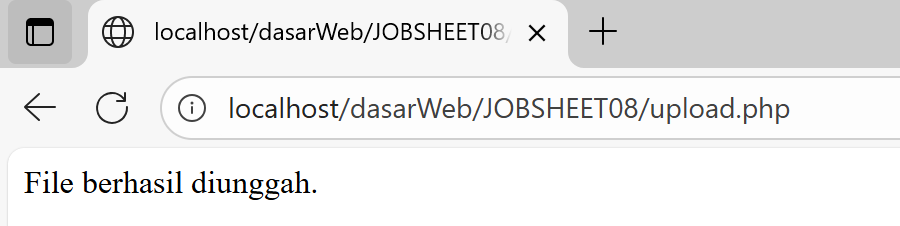 localhost/dasarWeb/JOBSHEET08/
localhost/dasarWeb/JOBSHEET08/upload.php
File berhasil diunggah.